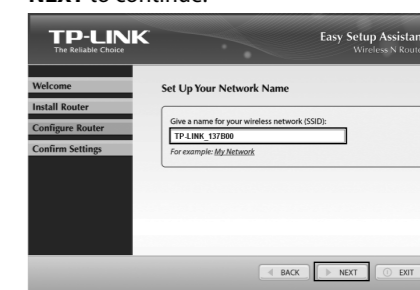 NEXT to continue.
TP-LINK
The Reliable Choice
Easy Setup Assistan
Wireless N Route
Welcome
Install Router
Configure Router
Confirm Settings
Set Up Your Network Name
Give a name for your wireless network (SSID):
TP-LINK_137B00
For example: My Network
BACK
NEXT
EXIT